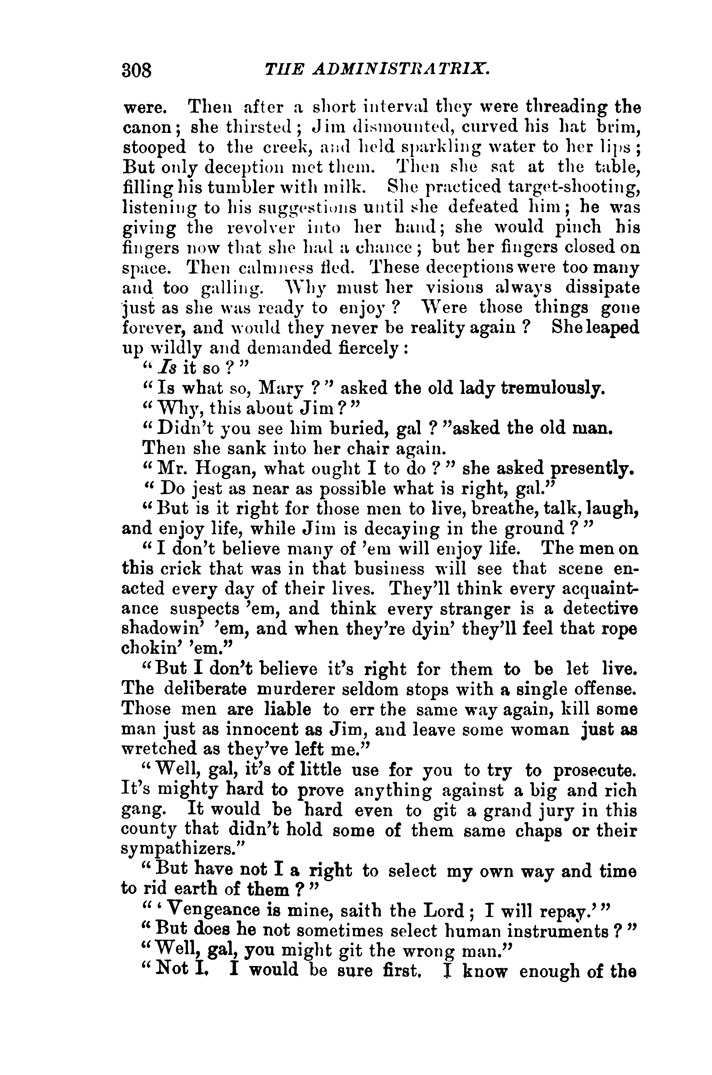 308 THE ADMINISTRATRIX.
were. Then after a short interval they were threading the
canon; she thirsted; Jim dismounted, curved his hat brim,
stooped to the creek, and held sparkling water to her lips;
But only deception met them. Then she sat at the table,
filling his tumbler with milk. She practiced target-shooting,
listening to his suggestions until she defeated him; he was
giving the revolver into her hand; she would pinch his
fingers now that she had a chance; but her fingers closed on
space. Then calmness fled. These deceptions were too many
and too galling. Why must her visions always dissipate
just as she was ready to enjoy? Were those things gone
forever, and would they never be reality again? She leaped
up wildly and demanded fiercely:
"Is it so?"
"Is what so, Mary?" asked the old lady tremulously.
"Why, this about Jim?"
"Didn't you see him buried, gal? "asked the old man.
Then she sank into her chair again.
"Mr. Hogan, what ought I to do?" she asked presently.
"Do jest as near as possible what is right, gal."
"But is it right for those men to live, breathe, talk, laugh,
and enjoy life, while Jim is decaying in the ground?"
"I don't believe many of 'em will enjoy life. The men on
this crick that was in that business will see that scene en-
acted every day of their lives. They'll think every acquaint-
ance suspects 'em, and think every stranger is a detective
shadowin' 'em, and when they're dyin' they'll feel that rope
chokin' 'em."
"But I don't believe it's right for them to be let live.
The deliberate murderer seldom stops with a single offense.
Those men are liable to err the same way again, kill some
man just as innocent as Jim, and leave some woman just as
wretched as they've left me."
"Well, gal, it's of little use for you to try to prosecute.
It's mighty hard to prove anything against a big and rich
gang. It would be hard even to git a grand jury in this
county that didn't hold some of them same chaps or their
sympathizers."
"But have not I a right to select my own way and time
to rid earth of them?"
"'Vengeance is mine, saith the Lord; I will repay.'"
"But does he not sometimes select human instruments?"
"Well, gal, you might git the wrong man."
"Not I. I would be sure first. I know enough of the